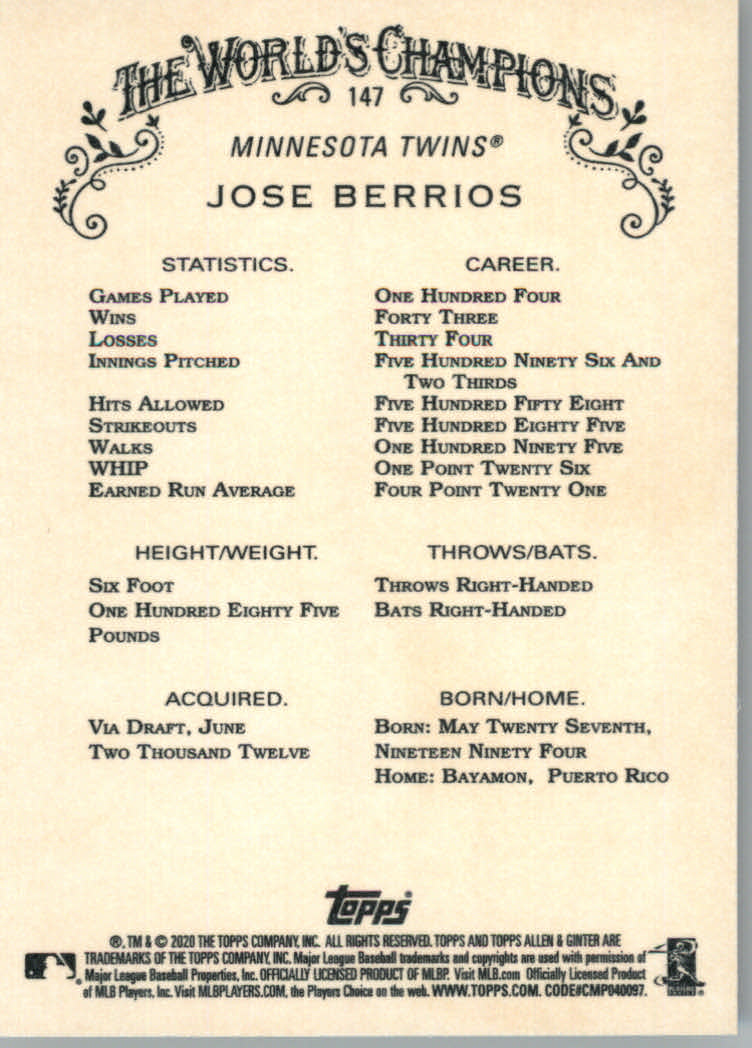 THE WORLD'S CHAMPIONS
147
MINNESOTA TWINS®
JOSE BERRIOS
STATISTICS. CAREER.
GAMES PLAYED ONE HUNDRED FOUR
WINS FORTY THREE
LOSSES THIRTY FOUR
INNINGS PITCHED FIVE HUNDRED NINETY SIX AND
TWO THIRDS
HITS ALLOWED FIVE HUNDRED FIFTY EIGHT
STRIKEOUTS FIVE HUNDRED EIGHTY FIVE
WALKS ONE HUNDRED NINETY FIVE
WHIP ONE POINT TWENTY SIX
EARNED RUN AVERAGE FOUR POINT TWENTY ONE
HEIGHT/WEIGHT. THROWS/BATS.
SIX FOOT THROWS RIGHT-HANDED
ONE HUNDRED EIGHTY FIVE BATS RIGHT-HANDED
POUNDS
ACQUIRED. BORN/HOME.
VIA DRAFT, JUNE BORN: MAY TWENTY SEVENTH,
TWO THOUSAND TWELVE NINETEEN NINETY FOUR
HOME: BAYAMON, PUERTO RICO
Topps®
®, TM & © 2020 THE TOPPS COMPANY, INC. ALL RIGHTS RESERVED. TOPPS AND TOPPS ALLEN & GINTER ARE
TRADEMARKS OF THE TOPPS COMPANY, INC. Major League Baseball trademarks and copyrights are used with permission of
Major League Baseball Properties, Inc. OFFICIALLY LICENSED PRODUCT OF MLBP. Visit MLB.com Officially Licensed Product
of MLB Players, Inc. Visit MLBPLAYERS.COM, the Players Choice on the web. WWW.TOPPS.COM. CODE#CMP040097.